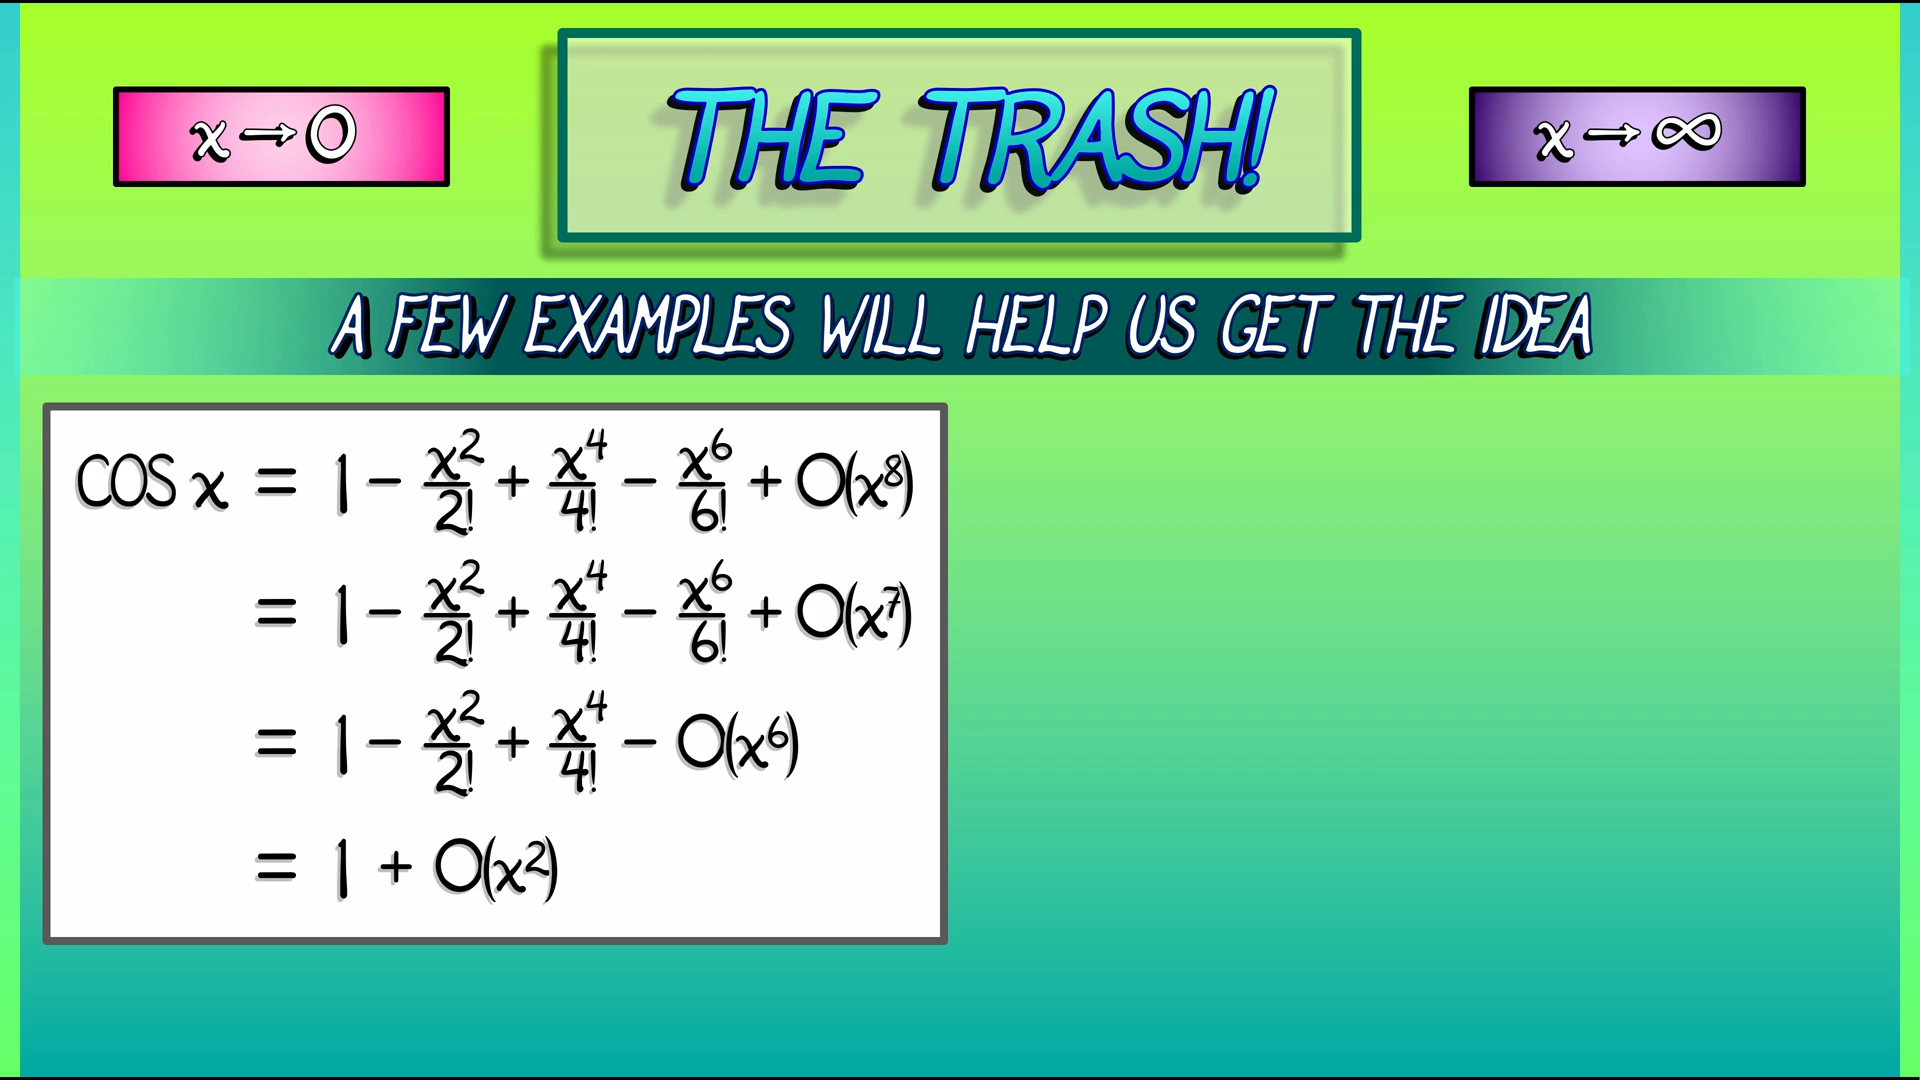 x → 0
THE TRASH!
x → ∞
A FEW EXAMPLES WILL HELP US GET THE IDEA
COS x = 1 − x²/2! + x⁴/4! − x⁶/6! + O(x⁸)
= 1 − x²/2! + x⁴/4! − x⁶/6! + O(x⁷)
= 1 − x²/2! + x⁴/4! − O(x⁶)
= 1 + O(x²)